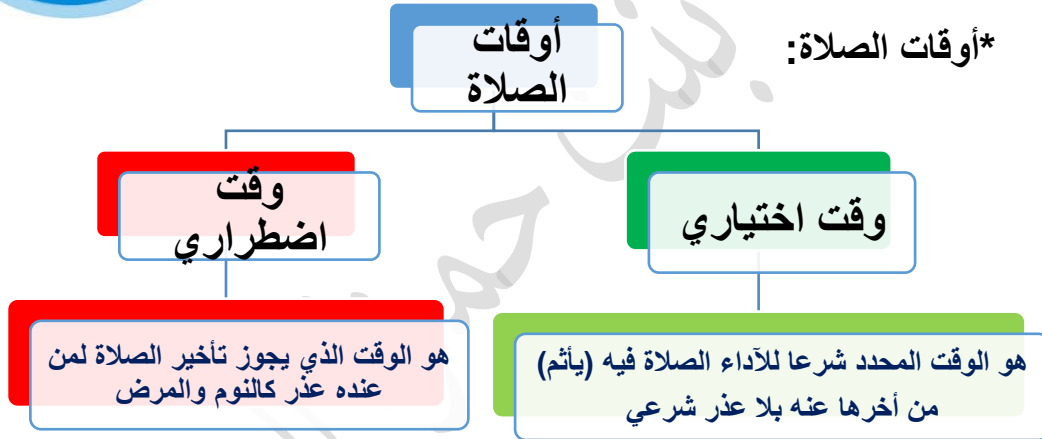 *أوقات الصلاة:
أوقات
الصلاة
وقت اختياري
وقت
اضطراري
هو الوقت المحدد شرعا للآداء الصلاة فيه (يأثم)
من أخرها عنه بلا عذر شرعي
هو الوقت الذي يجوز تأخير الصلاة لمن
عنده عذر كالنوم والمرض